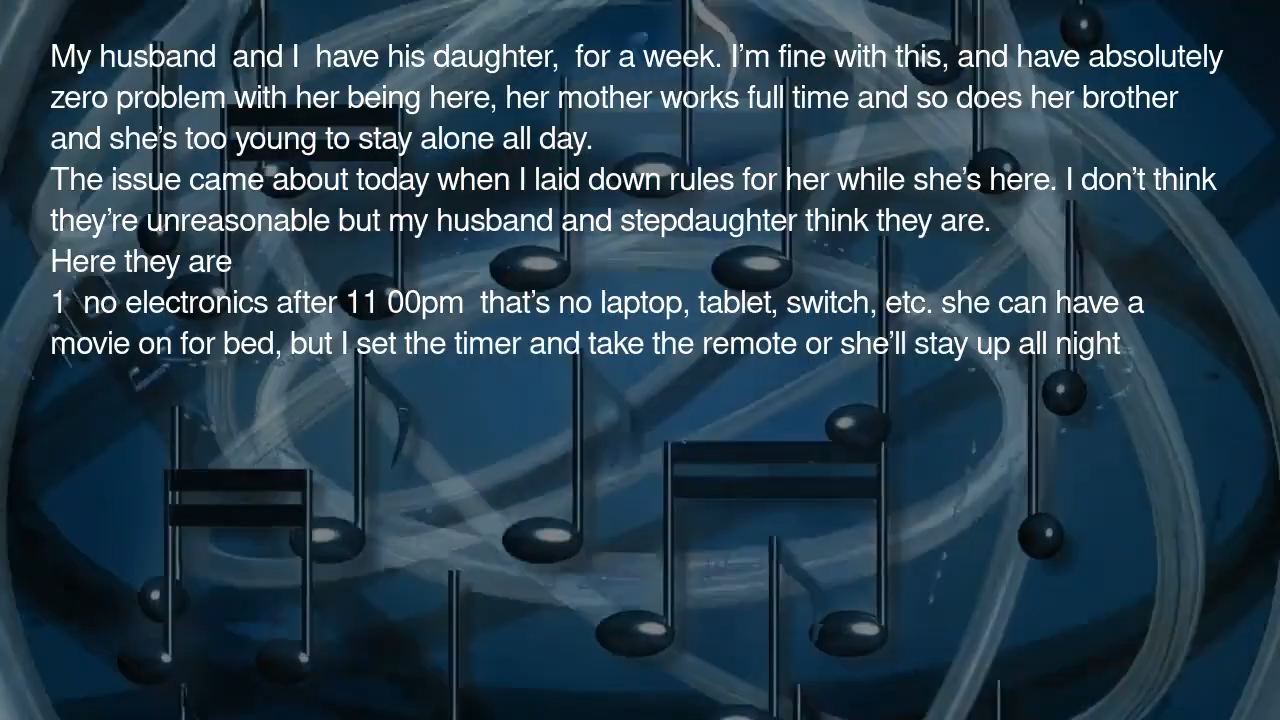 My husband  and I  have his daughter,  for a week. I’m fine with this, and have absolutely
zero problem with her being here, her mother works full time and so does her brother
and she’s too young to stay alone all day.
The issue came about today when I laid down rules for her while she’s here. I don’t think
they’re unreasonable but my husband and stepdaughter think they are.
Here they are
1  no electronics after 11 00pm  that’s no laptop, tablet, switch, etc. she can have a
movie on for bed, but I set the timer and take the remote or she’ll stay up all night